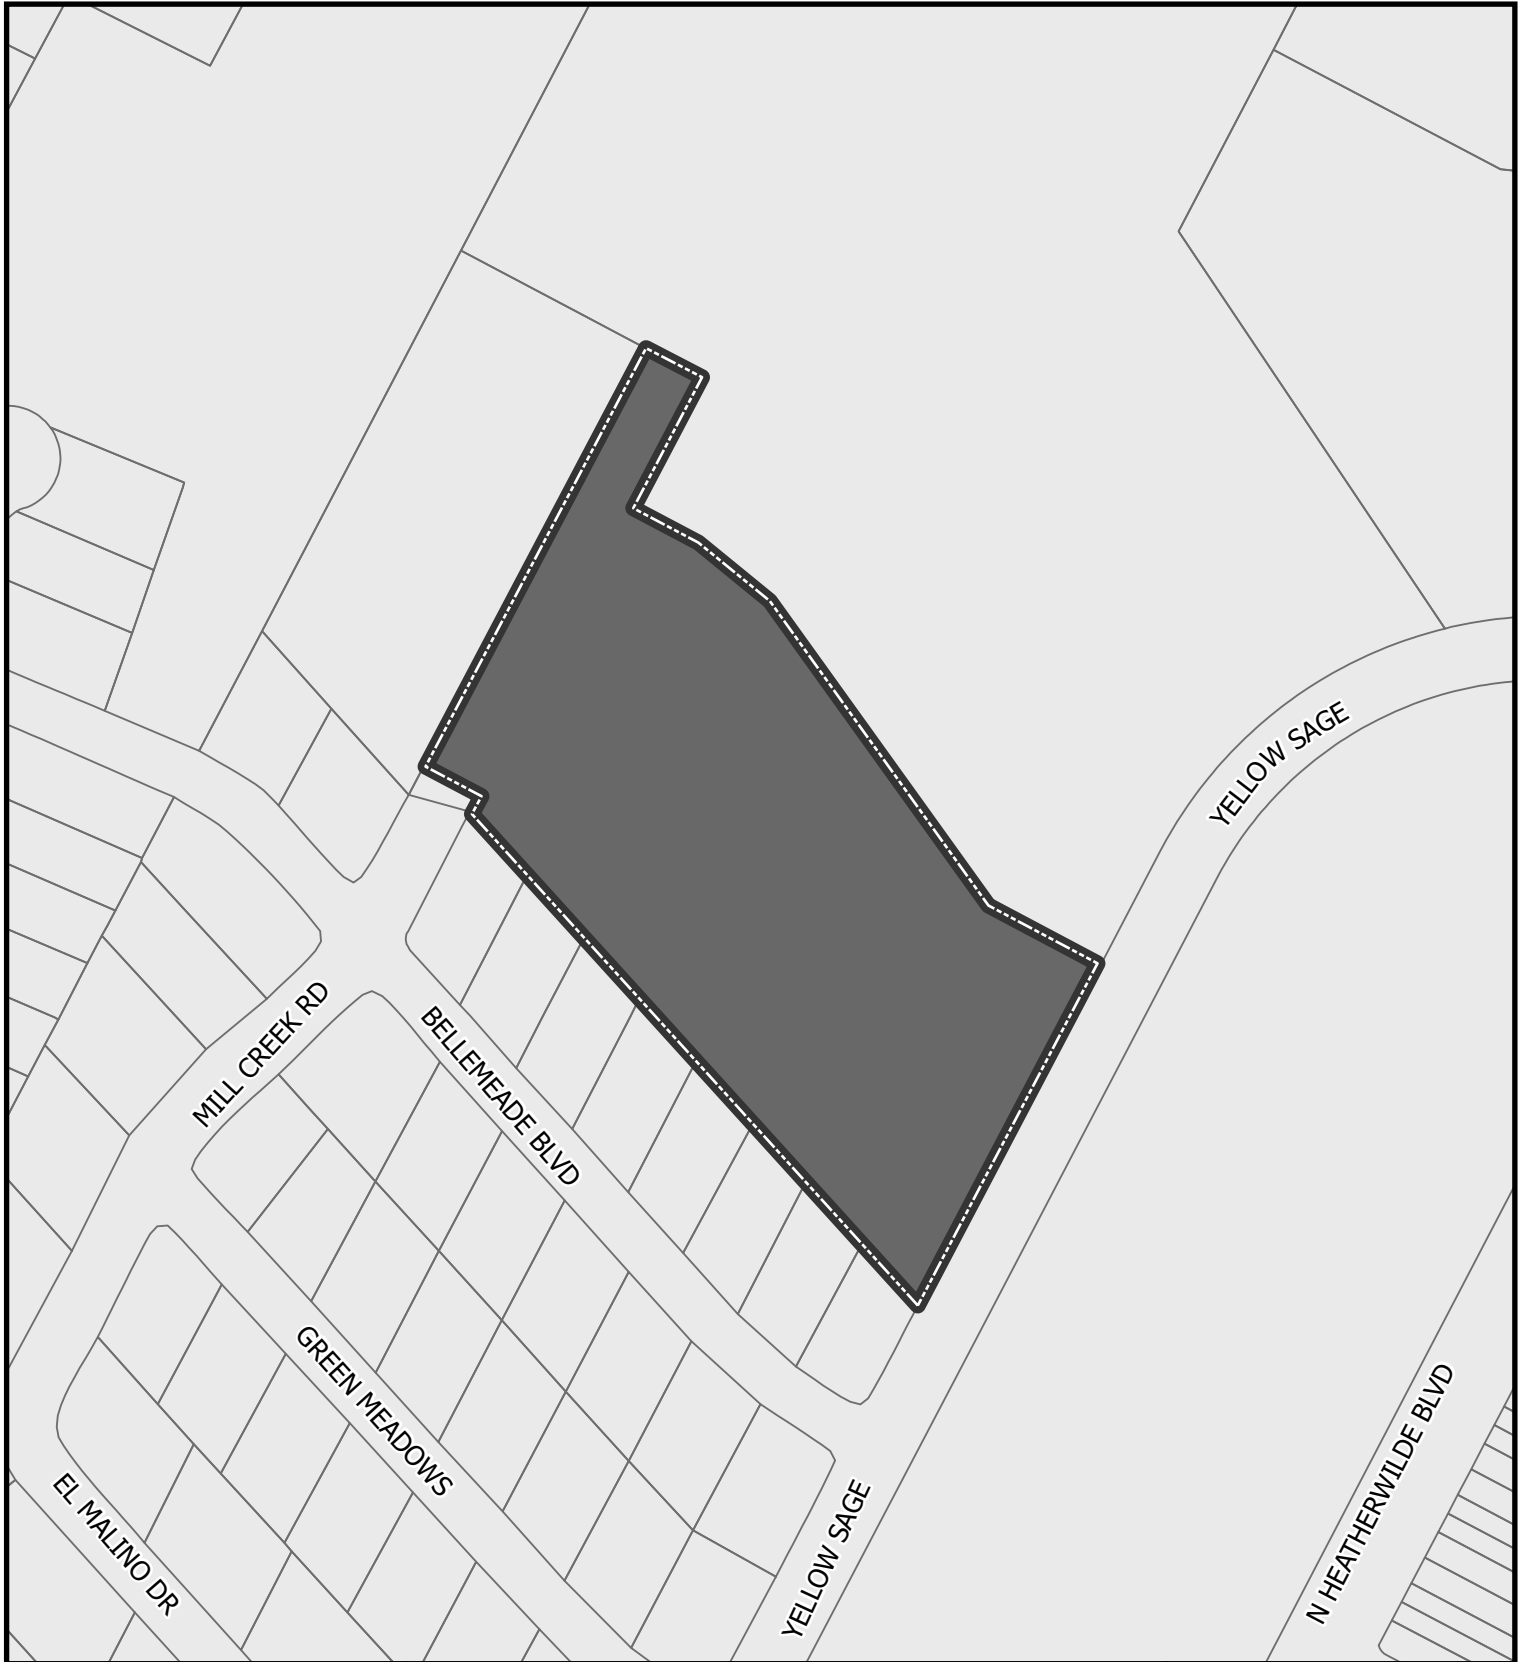 YELLOW SAGE
MILL CREEK RD
BELLEMEADE BLVD
GREEN MEADOWS
N HEATHERWILDE BLVD
EL MALINO DR
YELLOW SAGE